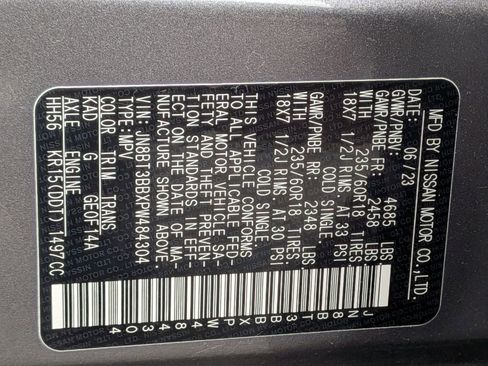 MFD BY NISSAN MOTOR CO.,LTD.
DATE: 06/23
GVWR/PNBV: 4685 LBS
GAWR/PNBE FR: 2458 LBS
WITH 235/60R18 TIRES
18X7 1/2J RIMS AT 33 PSI
COLD SINGLE
GAWR/PNBE RR: 2348 LBS
WITH 235/60R18 TIRES
18X7 1/2J RIMS AT 30 PSI
COLD SINGLE
THIS VEHICLE CONFORMS TO
ALL APPLICABLE FED-
ERAL MOTOR VEHICLE SA-
FETY AND THEFT PREVEN-
TION STANDARDS IN EFF-
ECT ON THE DATE OF MA-
NUFACTURE SHOWN ABOVE.
VIN: JN8BT3BBXPW484304
TYPE: MPV
COLOR TRIM TRANS
KAD G GE0F14A
AXLE ENGINE
HH56 KR15(KDDT) 1497CC
JN8BT3BBXPW484304